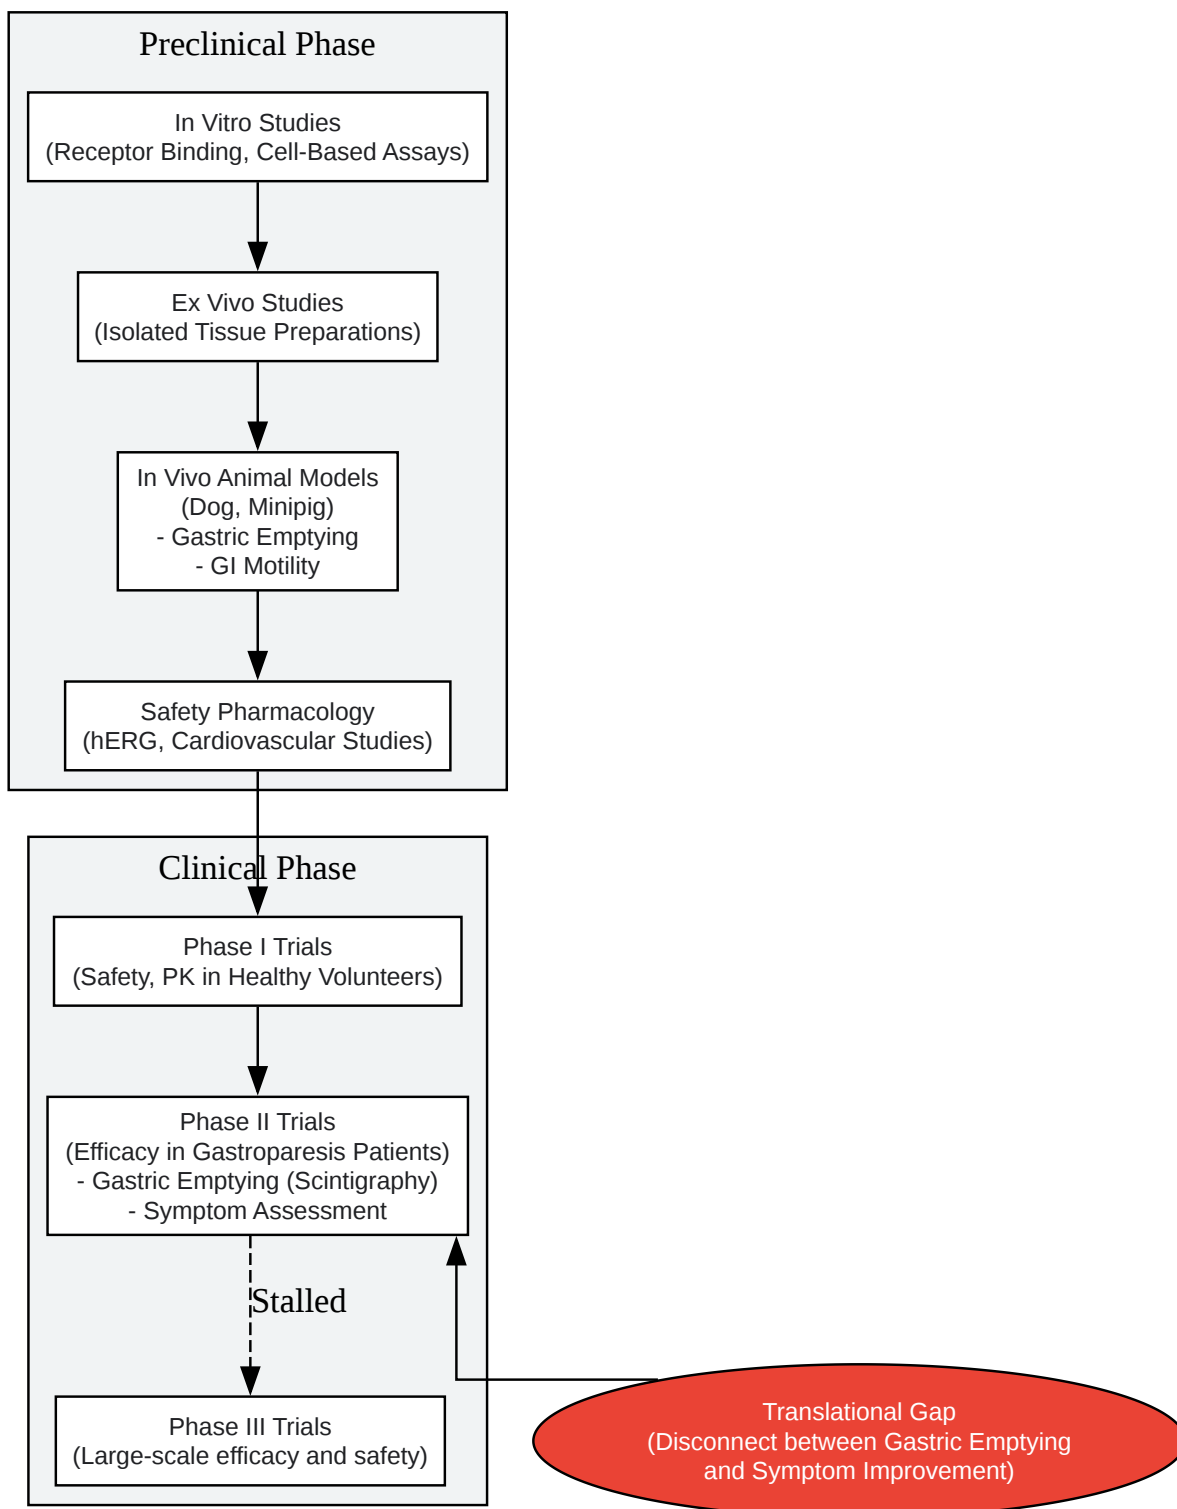 Preclinical Phase
In Vitro Studies
(Receptor Binding, Cell-Based Assays)
Ex Vivo Studies
(Isolated Tissue Preparations)
In Vivo Animal Models
(Dog, Minipig)
- Gastric Emptying
- GI Motility
Safety Pharmacology
(hERG, Cardiovascular Studies)
Clinical Phase
Phase I Trials
(Safety, PK in Healthy Volunteers)
Phase II Trials
(Efficacy in Gastroparesis Patients)
- Gastric Emptying (Scintigraphy)
- Symptom Assessment
Stalled
Phase III Trials
(Large-scale efficacy and safety)
Translational Gap
(Disconnect between Gastric Emptying
and Symptom Improvement)